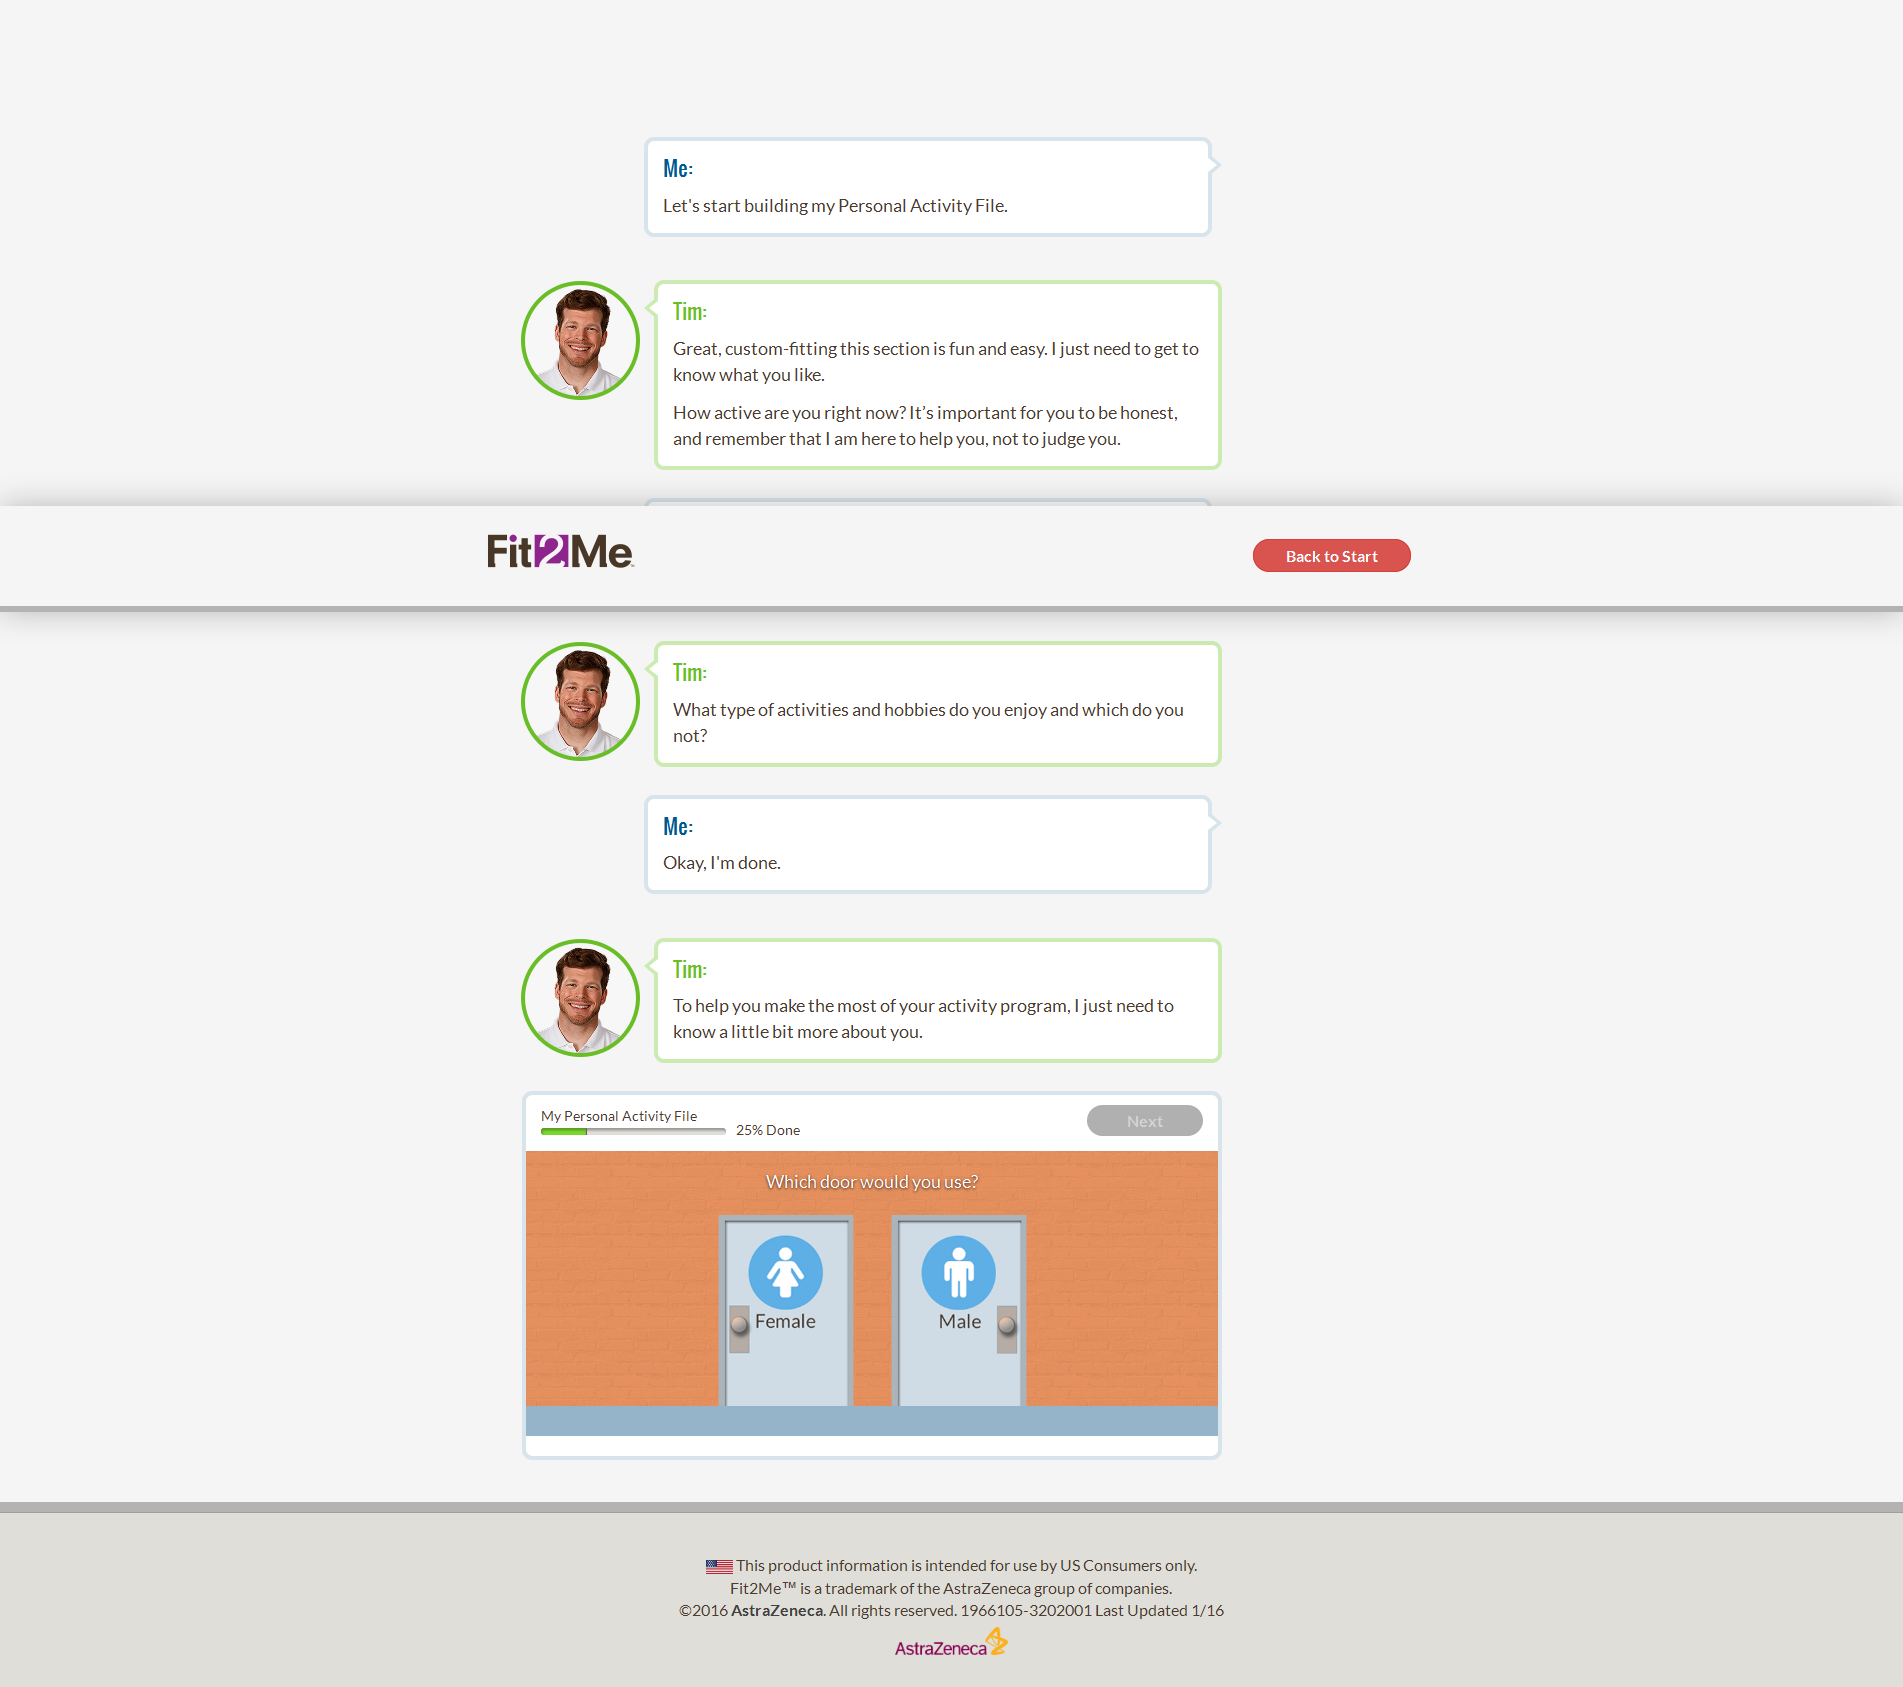 Me:
Let's start building my Personal Activity File.
Tim:
Great, custom-fitting this section is fun and easy. I just need to get to
know what you like.
How active are you right now? It’s important for you to be honest,
and remember that I am here to help you, not to judge you.
Fit2Me
Back to Start
Tim:
What type of activities and hobbies do you enjoy and which do you
not?
Me:
Okay, I'm done.
Tim:
To help you make the most of your activity program, I just need to
know a little bit more about you.
My Personal Activity File
25% Done
Next
Which door would you use?
Female
Male
This product information is intended for use by US Consumers only.
Fit2Me™ is a trademark of the AstraZeneca group of companies.
©2016 AstraZeneca. All rights reserved. 1966105-3202001 Last Updated 1/16
AstraZeneca